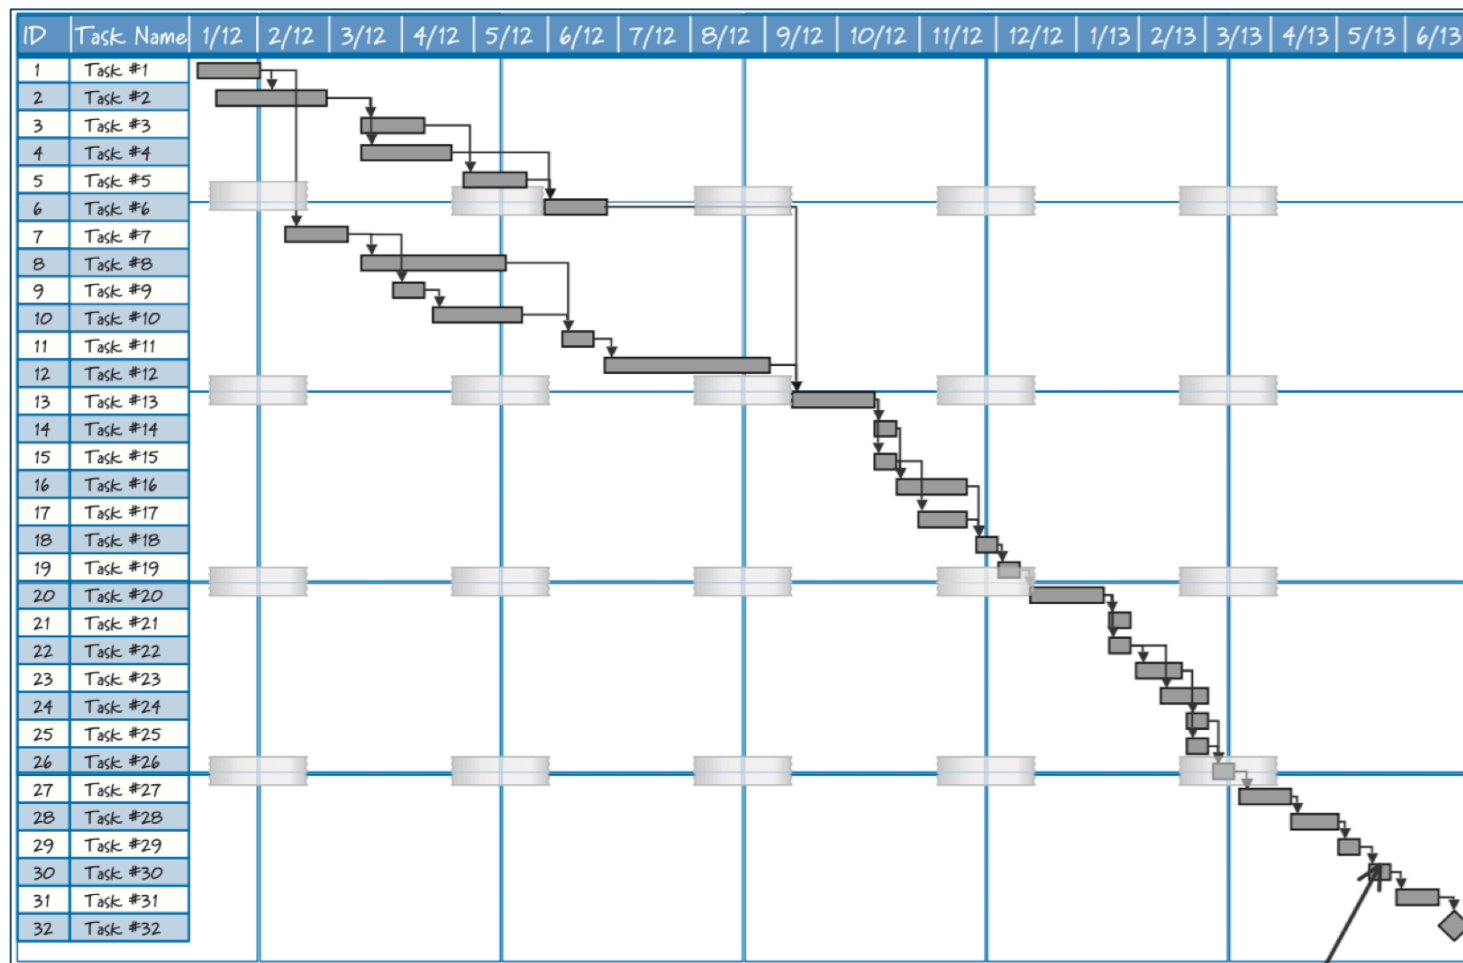 ID Task Name 1/12 2/12 3/12 4/12 5/12 6/12 7/12 8/12 9/12 10/12 11/12 12/12 1/13 2/13 3/13 4/13 5/13 6/13
1 Task #1
2 Task #2
3 Task #3
4 Task #4
5 Task #5
6 Task #6
7 Task #7
8 Task #8
9 Task #9
10 Task #10
11 Task #11
12 Task #12
13 Task #13
14 Task #14
15 Task #15
16 Task #16
17 Task #17
18 Task #18
19 Task #19
20 Task #20
21 Task #21
22 Task #22
23 Task #23
24 Task #24
25 Task #25
26 Task #26
27 Task #27
28 Task #28
29 Task #29
30 Task #30
31 Task #31
32 Task #32